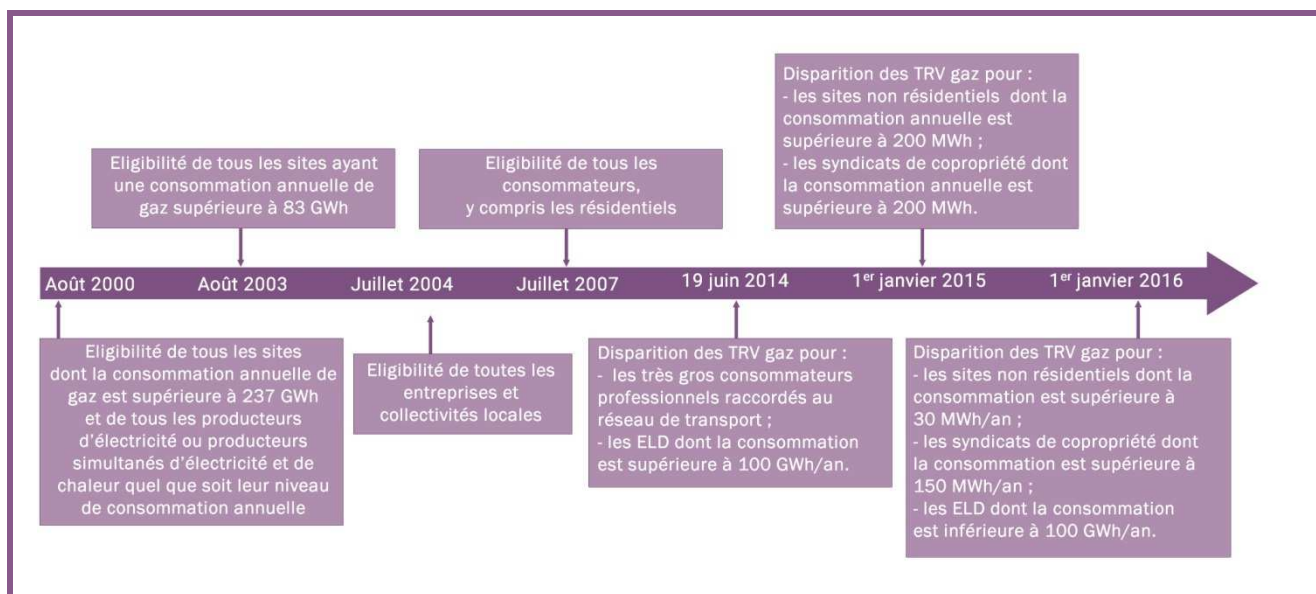 Disparition des TRV gaz pour :
- les sites non résidentiels dont la
consommation annuelle est
supérieure à 200 MWh ;
- les syndicats de copropriété dont
la consommation annuelle est
supérieure à 200 MWh.
Eligibilité de tous les sites ayant
une consommation annuelle de
gaz supérieure à 83 GWh
Eligibilité de tous les
consommateurs,
y compris les résidentiels
Août 2000 Août 2003 Juillet 2004 Juillet 2007 19 juin 2014 1er janvier 2015 1er janvier 2016
Eligibilité de tous les sites
dont la consommation annuelle de
gaz est supérieure à 237 GWh
et de tous les producteurs
d'électricité ou producteurs
simultanés d'électricité et de
chaleur quel que soit leur niveau
de consommation annuelle
Eligibilité de toutes les
entreprises et
collectivités locales
Disparition des TRV gaz pour :
- les très gros consommateurs
professionnels raccordés au
réseau de transport ;
- les ELD dont la consommation
est supérieure à 100 GWh/an.
Disparition des TRV gaz pour :
- les sites non résidentiels dont la
consommation est supérieure à
30 MWh/an ;
- les syndicats de copropriété dont
la consommation est supérieure à
150 MWh/an ;
- les ELD dont la consommation
est inférieure à 100 GWh/an.